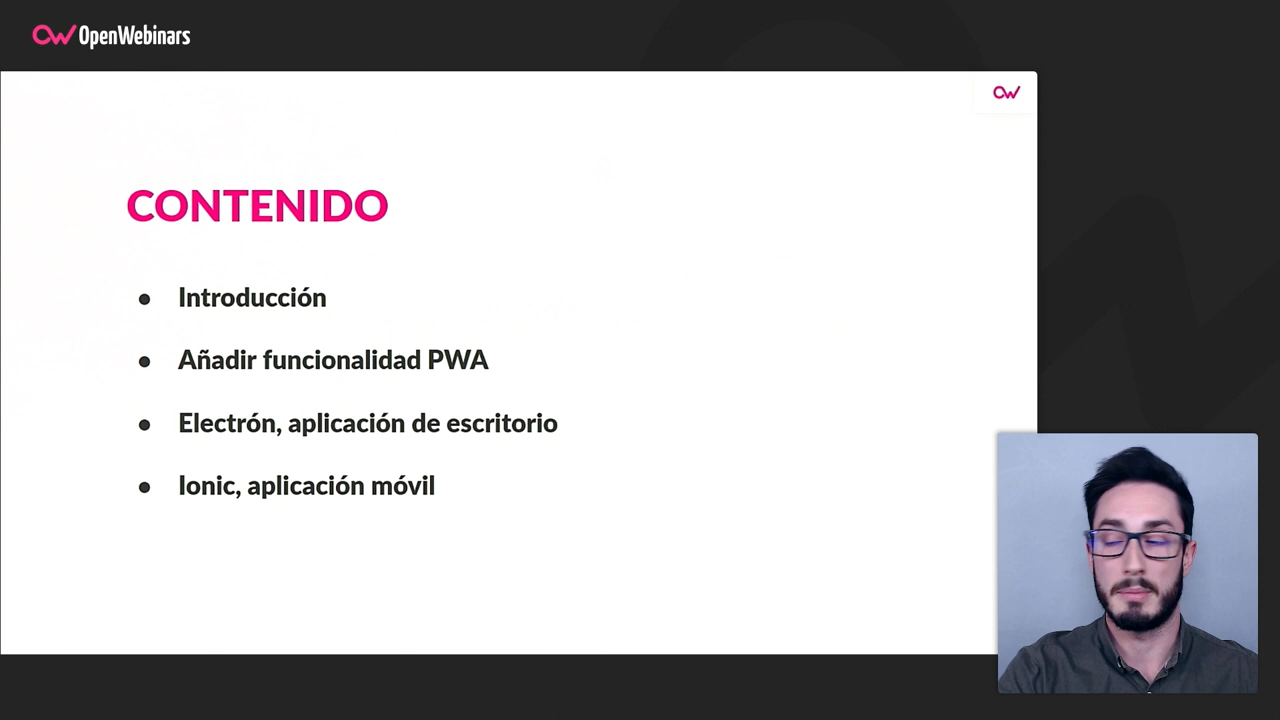 OpenWebinars
CONTENIDO
● Introducción
● Añadir funcionalidad PWA
● Electrón, aplicación de escritorio
● Ionic, aplicación móvil